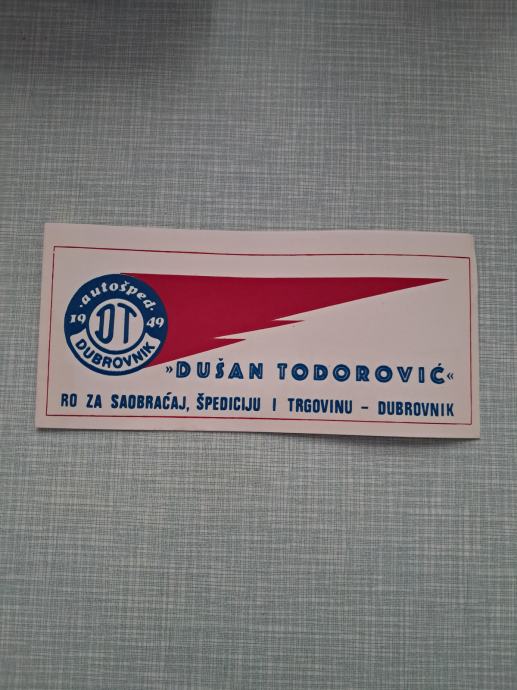 ·autošped·
19 DT 49
DUBROVNIK
»DUŠAN TODOROVIĆ«
RO ZA SAOBRAĆAJ, ŠPEDICIJU I TRGOVINU – DUBROVNIK